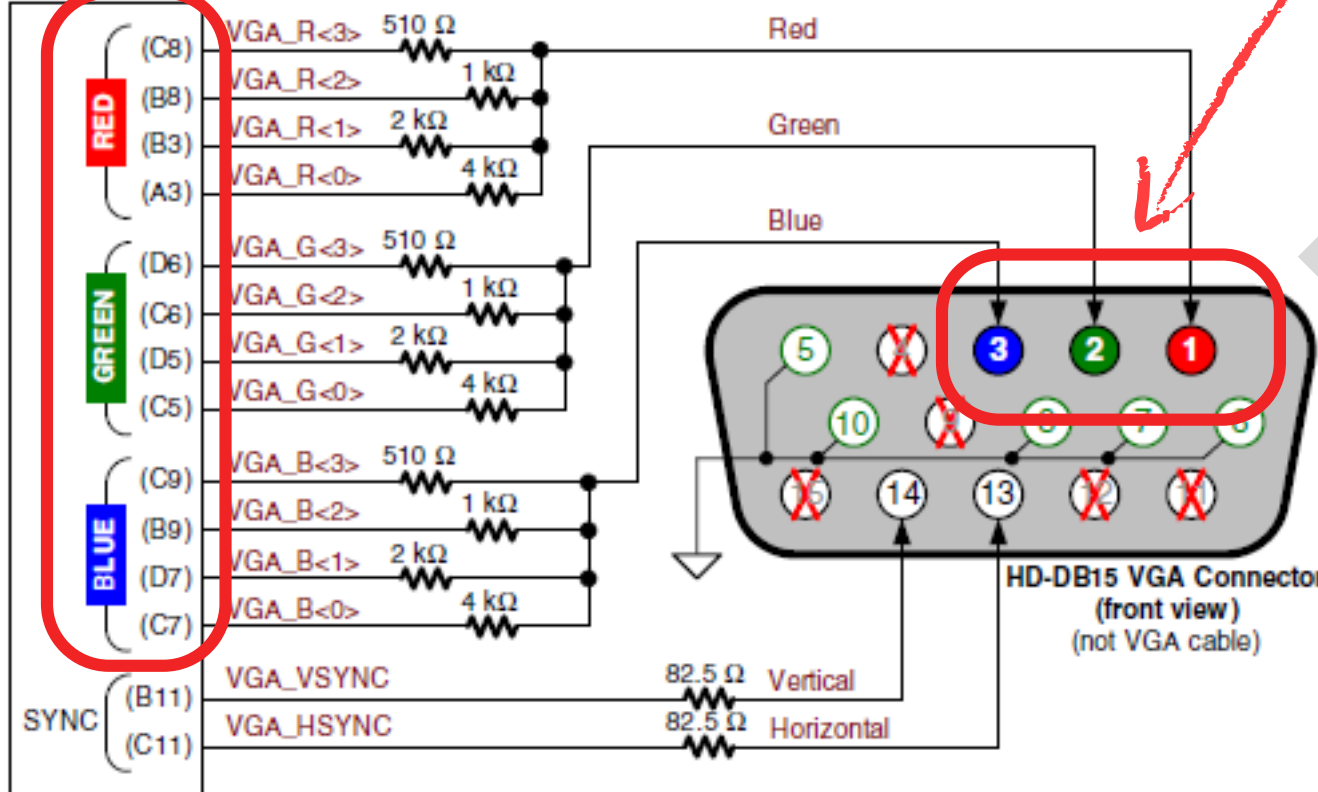 RED
(C8) VGA_R<3> 510 Ω Red
(B8) VGA_R<2> 1 kΩ
(B3) VGA_R<1> 2 kΩ
(A3) VGA_R<0> 4 kΩ
Green
Blue
GREEN
(D6) VGA_G<3> 510 Ω
(C6) VGA_G<2> 1 kΩ
(D5) VGA_G<1> 2 kΩ
(C5) VGA_G<0> 4 kΩ
BLUE
(C9) VGA_B<3> 510 Ω
(B9) VGA_B<2> 1 kΩ
(D7) VGA_B<1> 2 kΩ
(C7) VGA_B<0> 4 kΩ
SYNC
(B11) VGA_VSYNC 82.5 Ω Vertical
(C11) VGA_HSYNC 82.5 Ω Horizontal
5 3 2 1
10 7
15 14 13 12 11
HD-DB15 VGA Connector
(front view)
(not VGA cable)